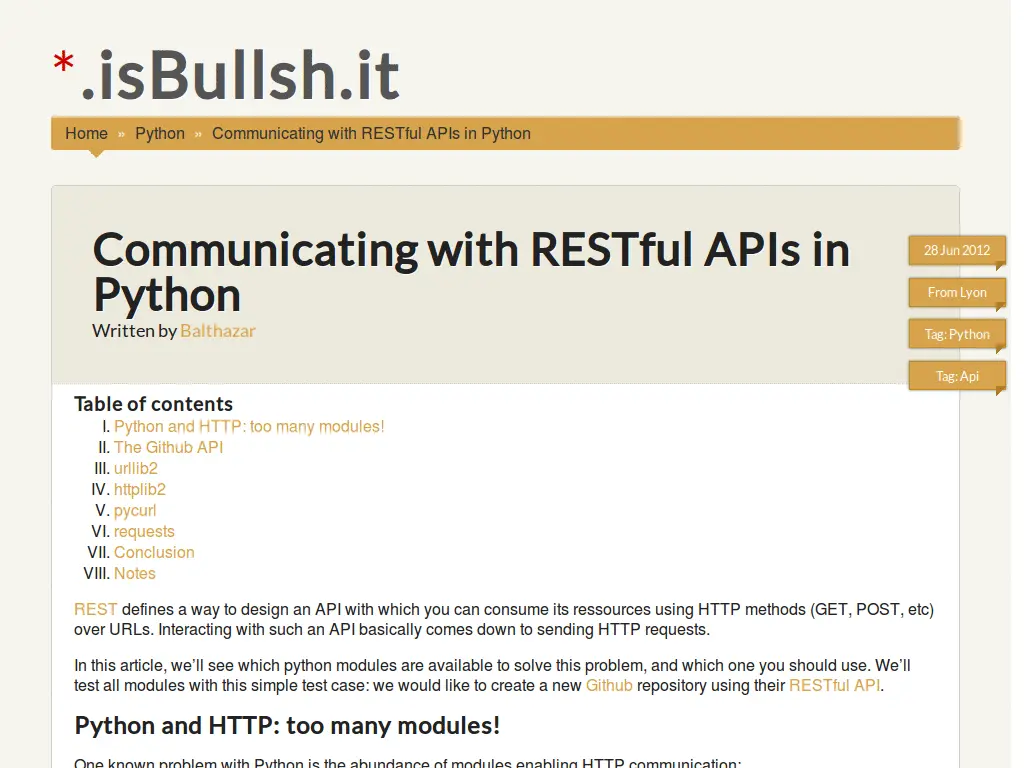 *.isBullsh.it
Home » Python » Communicating with RESTful APIs in Python
Communicating with RESTful APIs in
Python
Written by Balthazar
28 Jun 2012
From Lyon
Tag: Python
Tag: Api
Table of contents
I. Python and HTTP: too many modules!
II. The Github API
III. urllib2
IV. httplib2
V. pycurl
VI. requests
VII. Conclusion
VIII. Notes
REST defines a way to design an API with which you can consume its ressources using HTTP methods (GET, POST, etc)
over URLs. Interacting with such an API basically comes down to sending HTTP requests.
In this article, we’ll see which python modules are available to solve this problem, and which one you should use. We’ll
test all modules with this simple test case: we would like to create a new Github repository using their RESTful API.
Python and HTTP: too many modules!
One known problem with Python is the abundance of modules enabling HTTP communication: